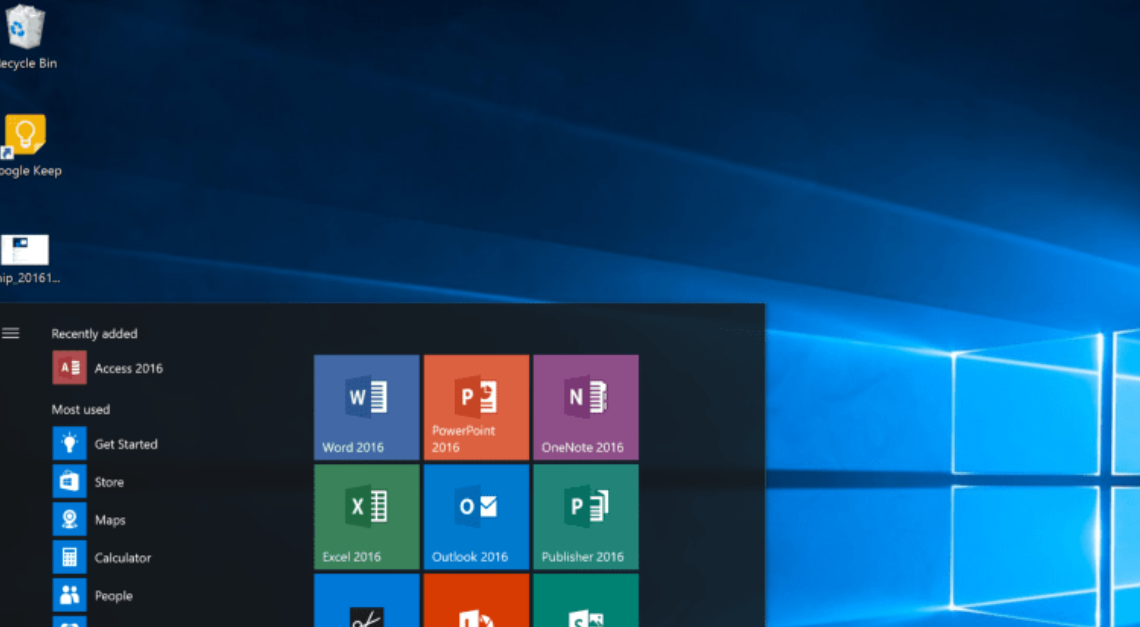 ecycle Bin
oogle Keep
ip_20161...
Recently added
Access 2016
Most used
Get Started
Store
Maps
Calculator
People
W
Word 2016
P
PowerPoint
2016
N
OneNote 2016
X
Excel 2016
O
Outlook 2016
P
Publisher 2016